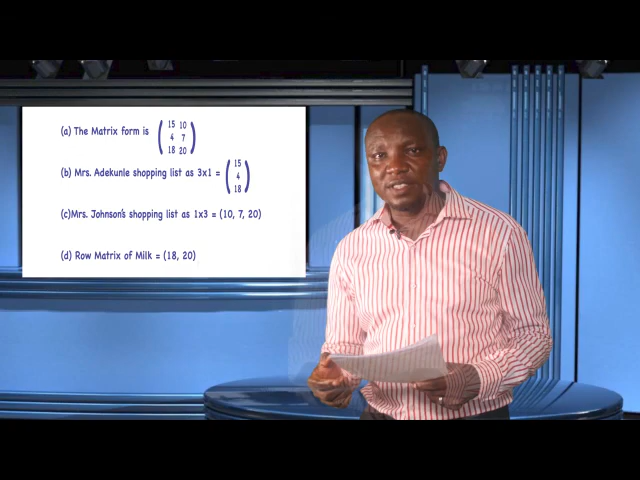 (a) The Matrix form is (15 10
4 7
18 20)
(b) Mrs. Adekunle shopping list as 3x1 = (15
4
18)
(c)Mrs. Johnson's shopping list as 1x3 = (10, 7, 20)
(d) Row Matrix of Milk = (18, 20)